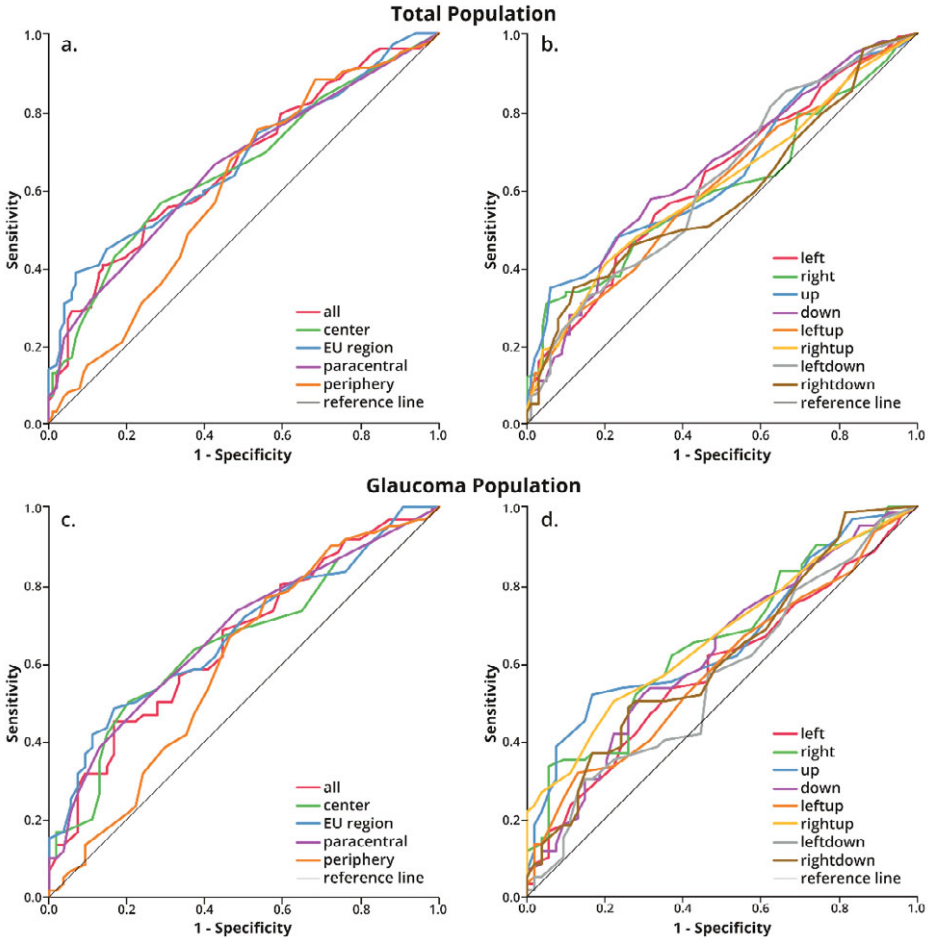 Total Population
a.
b.
1.0
0.8
0.6
0.4
0.2
0.0
Sensitivity
0.0 0.2 0.4 0.6 0.8 1.0
1 - Specificity
all
center
EU region
paracentral
periphery
reference line
1.0
0.8
0.6
0.4
0.2
0.0
Sensitivity
0.0 0.2 0.4 0.6 0.8 1.0
1 - Specificity
left
right
up
down
leftup
rightup
leftdown
rightdown
reference line
Glaucoma Population
c.
d.
1.0
0.8
0.6
0.4
0.2
0.0
Sensitivity
0.0 0.2 0.4 0.6 0.8 1.0
1 - Specificity
all
center
EU region
paracentral
periphery
reference line
1.0
0.8
0.6
0.4
0.2
0.0
Sensitivity
0.0 0.2 0.4 0.6 0.8 1.0
1 - Specificity
left
right
up
down
leftup
rightup
leftdown
rightdown
reference line